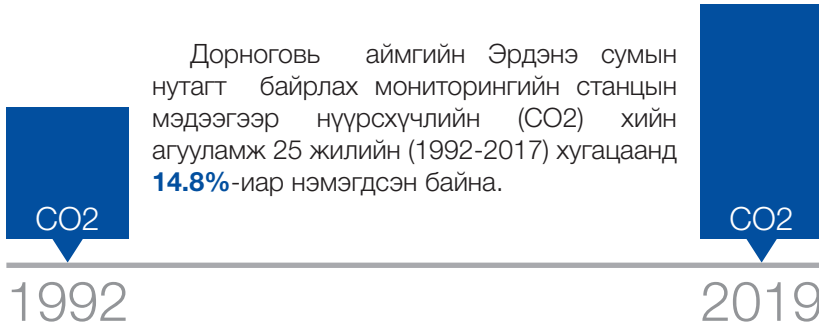 Дорноговь аймгийн Эрдэнэ сумын
нутагт байрлах мониторингийн станцын
мэдээгээр нүүрсхүчлийн (CO2) хийн
агууламж 25 жилийн (1992-2017) хугацаанд
14.8%-иар нэмэгдсэн байна.
CO2
CO2
1992
2019